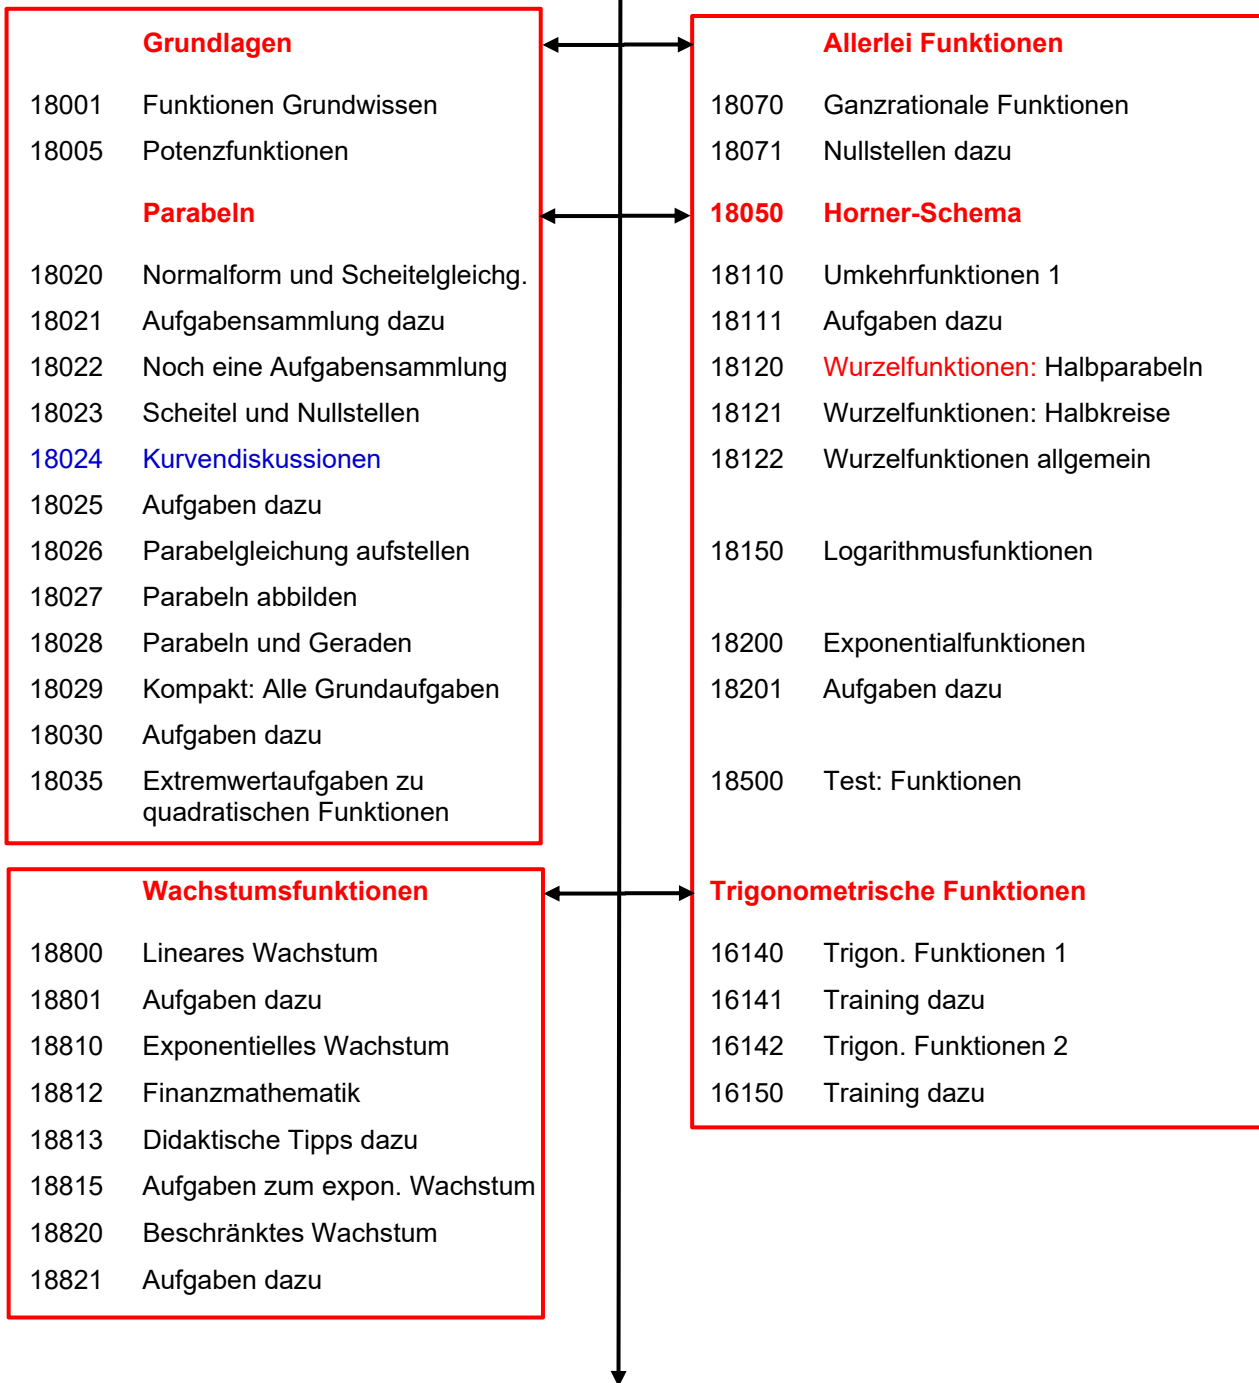 Grundlagen
18001 Funktionen Grundwissen
18005 Potenzfunktionen
Parabeln
18020 Normalform und Scheitelgleichg.
18021 Aufgabensammlung dazu
18022 Noch eine Aufgabensammlung
18023 Scheitel und Nullstellen
18024 Kurvendiskussionen
18025 Aufgaben dazu
18026 Parabelgleichung aufstellen
18027 Parabeln abbilden
18028 Parabeln und Geraden
18029 Kompakt: Alle Grundaufgaben
18030 Aufgaben dazu
18035 Extremwertaufgaben zu
quadratischen Funktionen
Wachstumsfunktionen
18800 Lineares Wachstum
18801 Aufgaben dazu
18810 Exponentielles Wachstum
18812 Finanzmathematik
18813 Didaktische Tipps dazu
18815 Aufgaben zum expon. Wachstum
18820 Beschränktes Wachstum
18821 Aufgaben dazu
Allerlei Funktionen
18070 Ganzrationale Funktionen
18071 Nullstellen dazu
18050 Horner-Schema
18110 Umkehrfunktionen 1
18111 Aufgaben dazu
18120 Wurzelfunktionen: Halbparabeln
18121 Wurzelfunktionen: Halbkreise
18122 Wurzelfunktionen allgemein
18150 Logarithmusfunktionen
18200 Exponentialfunktionen
18201 Aufgaben dazu
18500 Test: Funktionen
Trigonometrische Funktionen
16140 Trigon. Funktionen 1
16141 Training dazu
16142 Trigon. Funktionen 2
16150 Training dazu